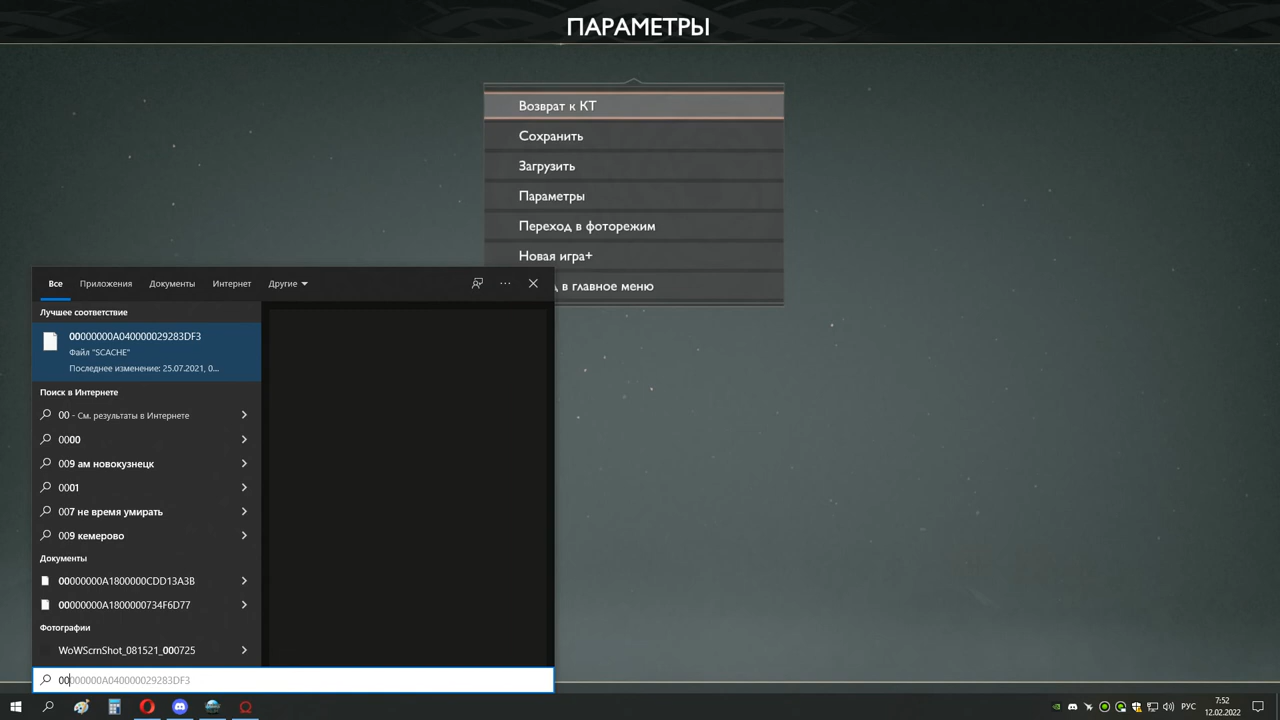 ПАРАМЕТРЫ
Возврат к КТ
Сохранить
Загрузить
Параметры
Переход в фоторежим
Новая игра+
д в главное меню
Все Приложения Документы Интернет Другие
Лучшее соответствие
00000000A040000029283DF3
Файл "SCACHE"
Последнее изменение: 25.07.2021, 0...
Поиск в Интернете
00 - См. результаты в Интернете
0000
009 ам новокузнецк
0001
007 не время умирать
009 кемерово
Документы
00000000A1800000CDD13A3B
00000000A1800000734F6D77
Фотографии
WoWScrnShot_081521_000725
00000000A040000029283DF3
РУС
7:52
12.02.2022